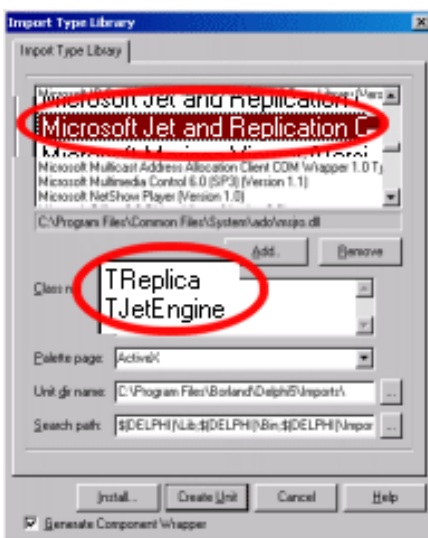 Import Type Library
Import Type Library
Microsoft Jet and Replication
Microsoft Jet and Replication
Microsoft Multicast Address Allocation Client COM Wrapper 1.0 T
Microsoft Multimedia Control 6.0 (SP3) (Version 1.1)
Microsoft NetShow Player (Version 1.0)
C:\Program Files\Common Files\System\ado\msjro.dll
Add...
Remove
Class n
TReplica
TJetEngine
Palette page: ActiveX
Unit dir name: C:\Program Files\Borland\Delphi5\Imports\
...
Search path: $(DELPHI)\Lib;$(DELPHI)\Bin;$(DELPHI)\Impor
...
Install...
Create Unit
Cancel
Help
Generate Component Wrapper